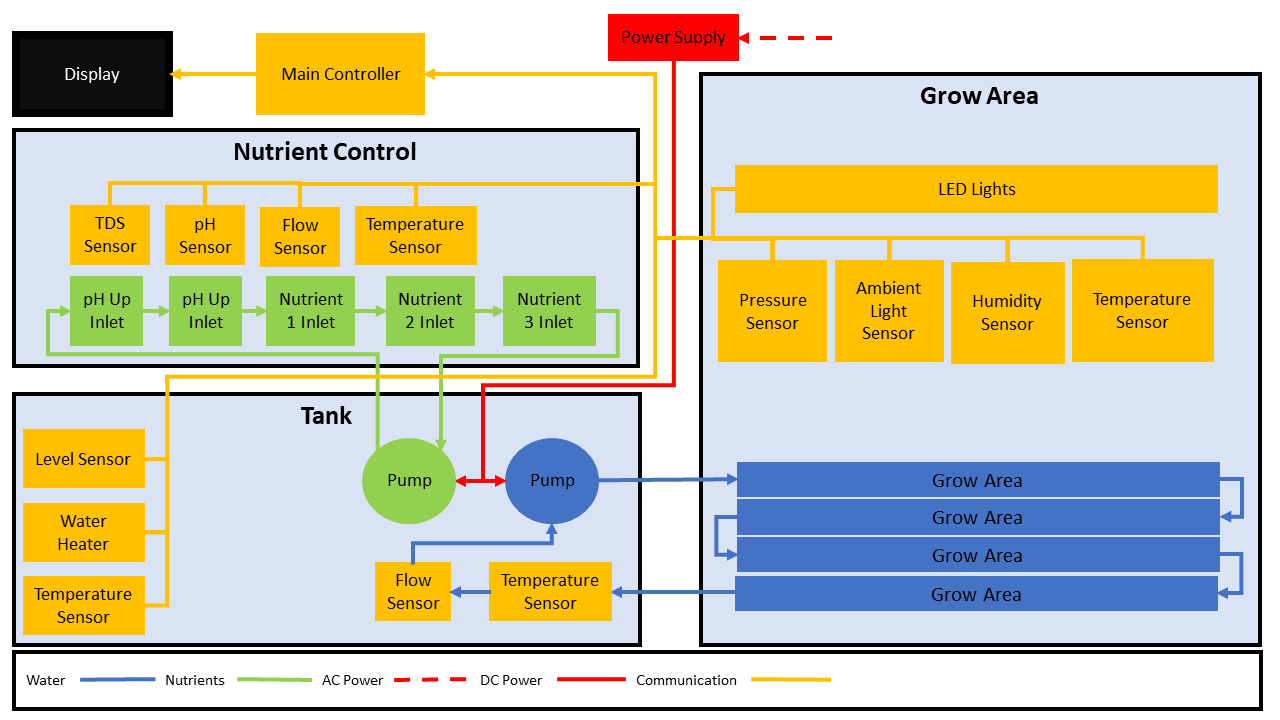 Power Supply
Display
Main Controller
Grow Area
Nutrient Control
LED Lights
TDS
Sensor
pH
Sensor
Flow
Sensor
Temperature
Sensor
Pressure
Sensor
Ambient
Light
Sensor
Humidity
Sensor
Temperature
Sensor
pH Up
Inlet
pH Up
Inlet
Nutrient
1 Inlet
Nutrient
2 Inlet
Nutrient
3 Inlet
Tank
Level Sensor
Water
Heater
Temperature
Sensor
Pump
Pump
Flow
Sensor
Temperature
Sensor
Grow Area
Grow Area
Grow Area
Grow Area
Water
Nutrients
AC Power
DC Power
Communication